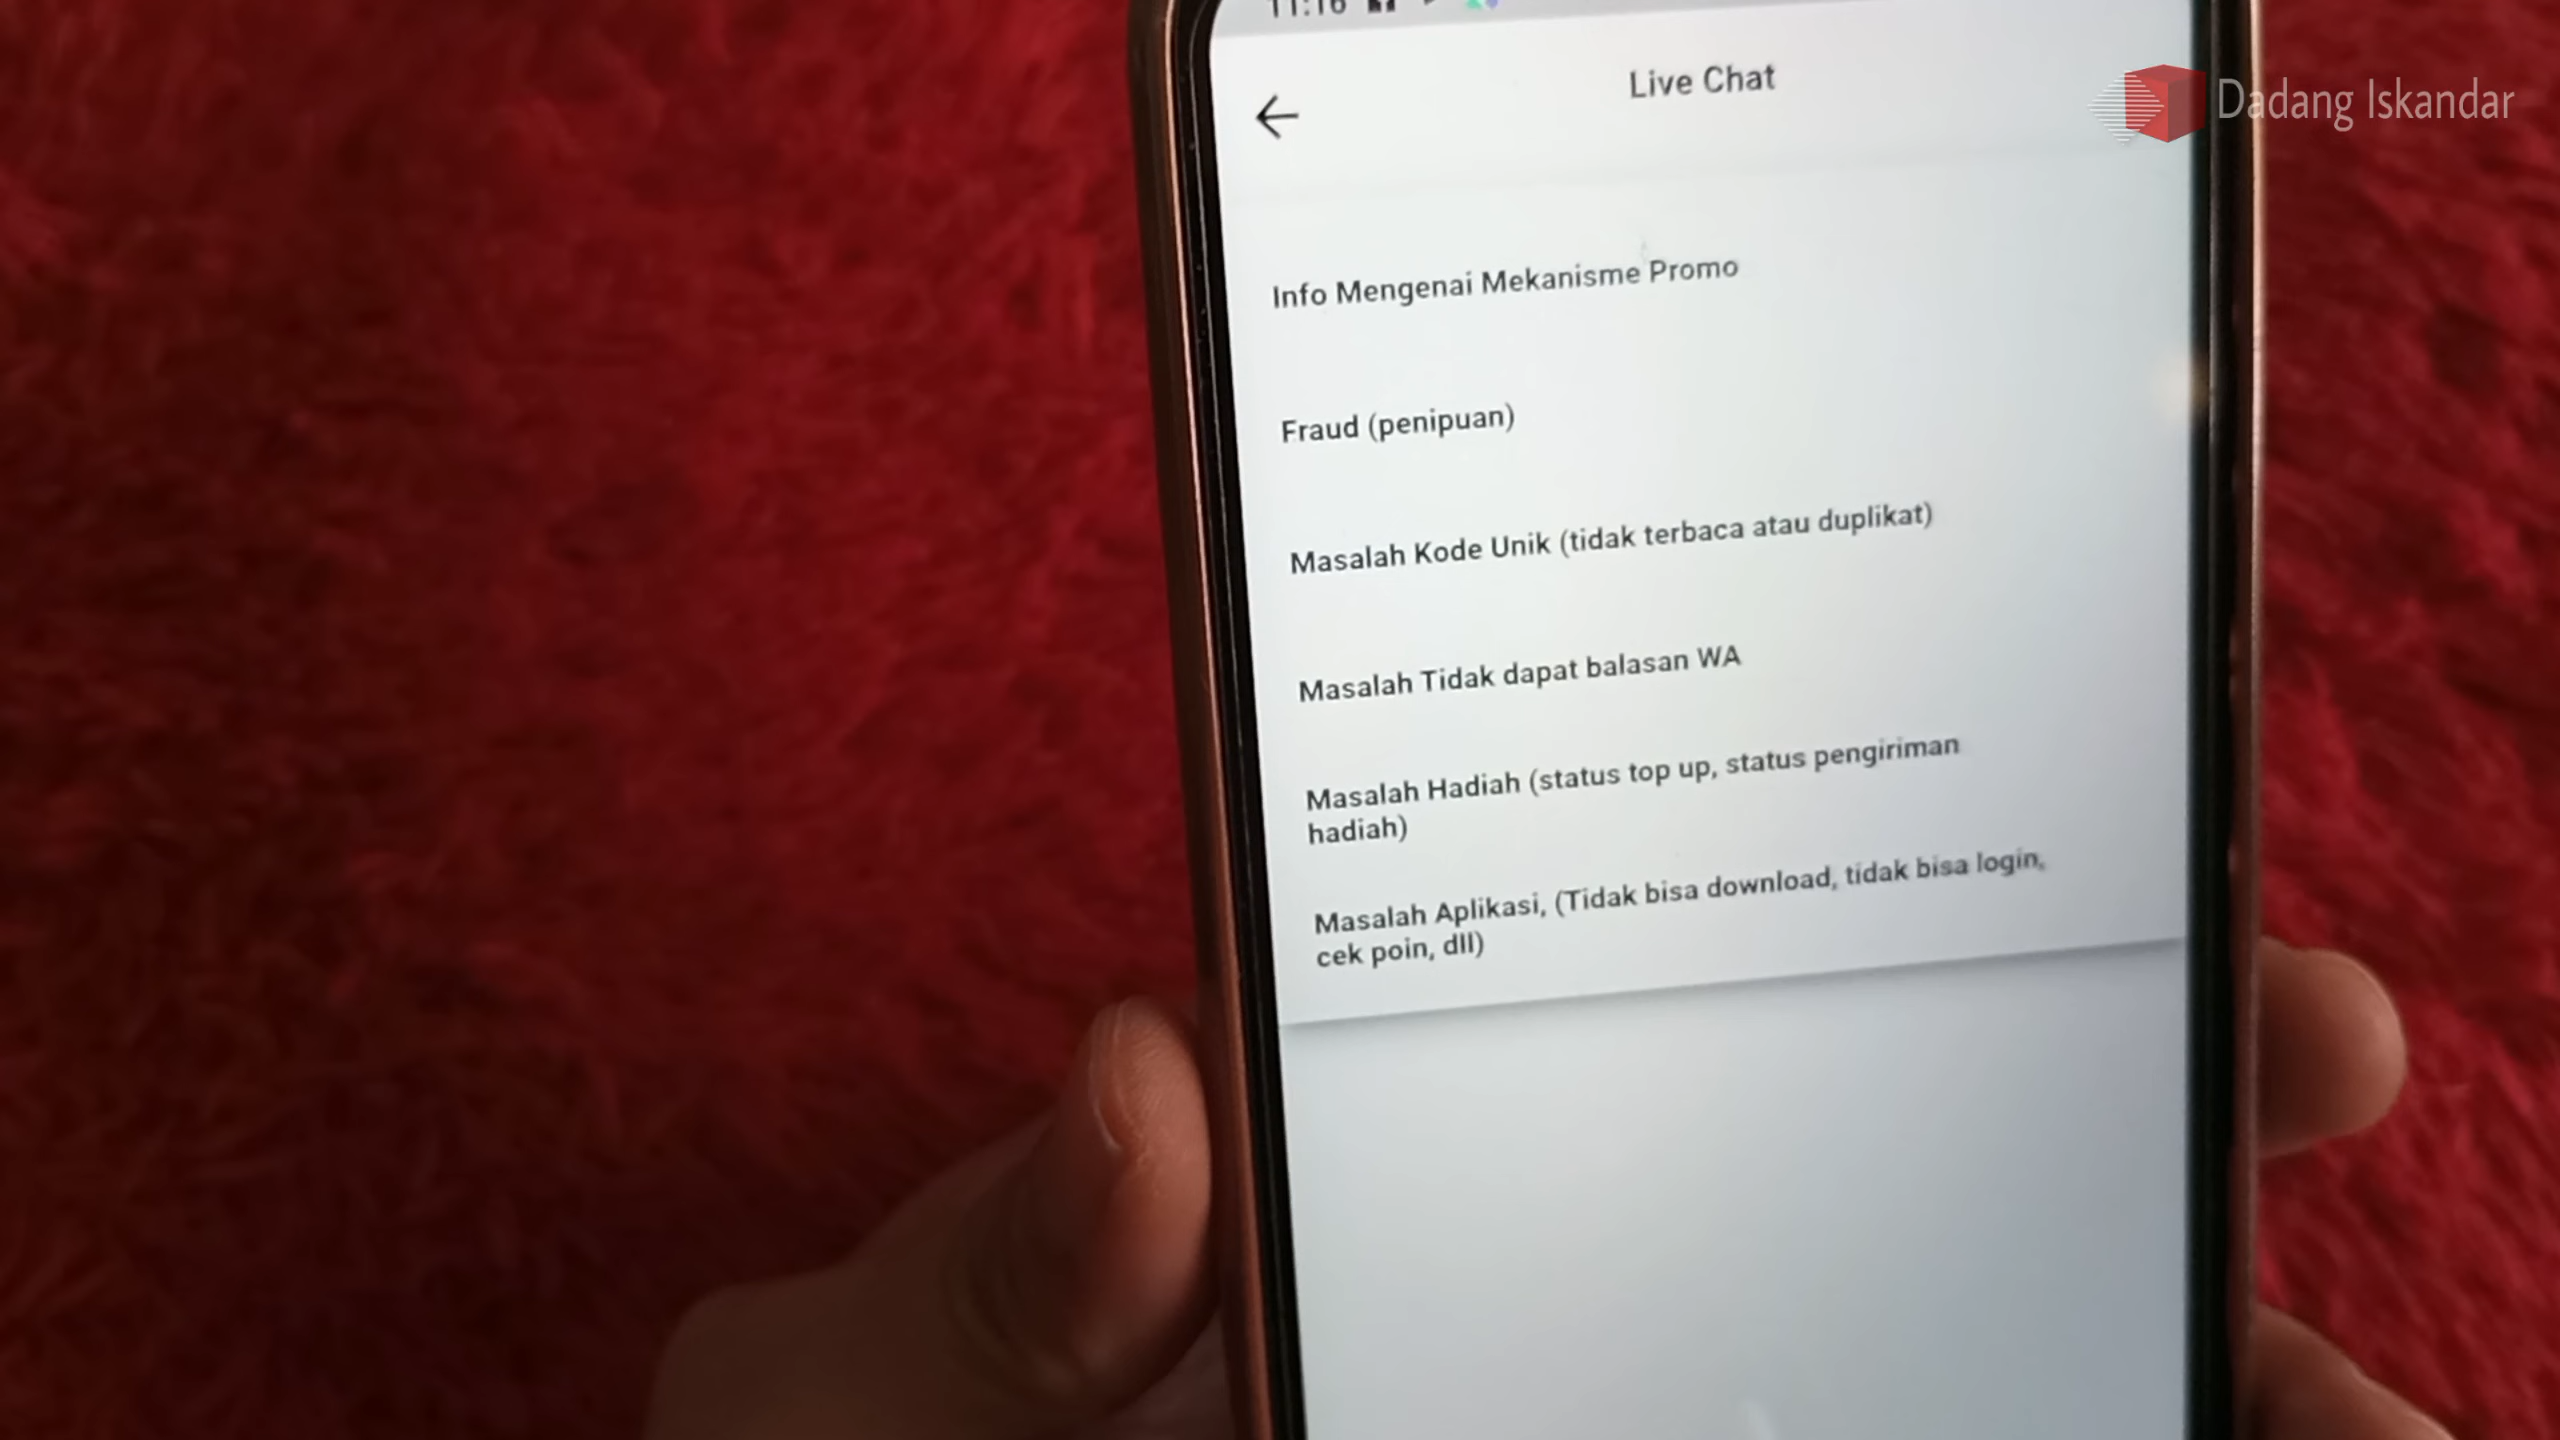 11:16
Live Chat
Dadang Iskandar
Info Mengenai Mekanisme Promo
Fraud (penipuan)
Masalah Kode Unik (tidak terbaca atau duplikat)
Masalah Tidak dapat balasan WA
Masalah Hadiah (status top up, status pengiriman
hadiah)
Masalah Aplikasi, (Tidak bisa download, tidak bisa login,
cek poin, dll)